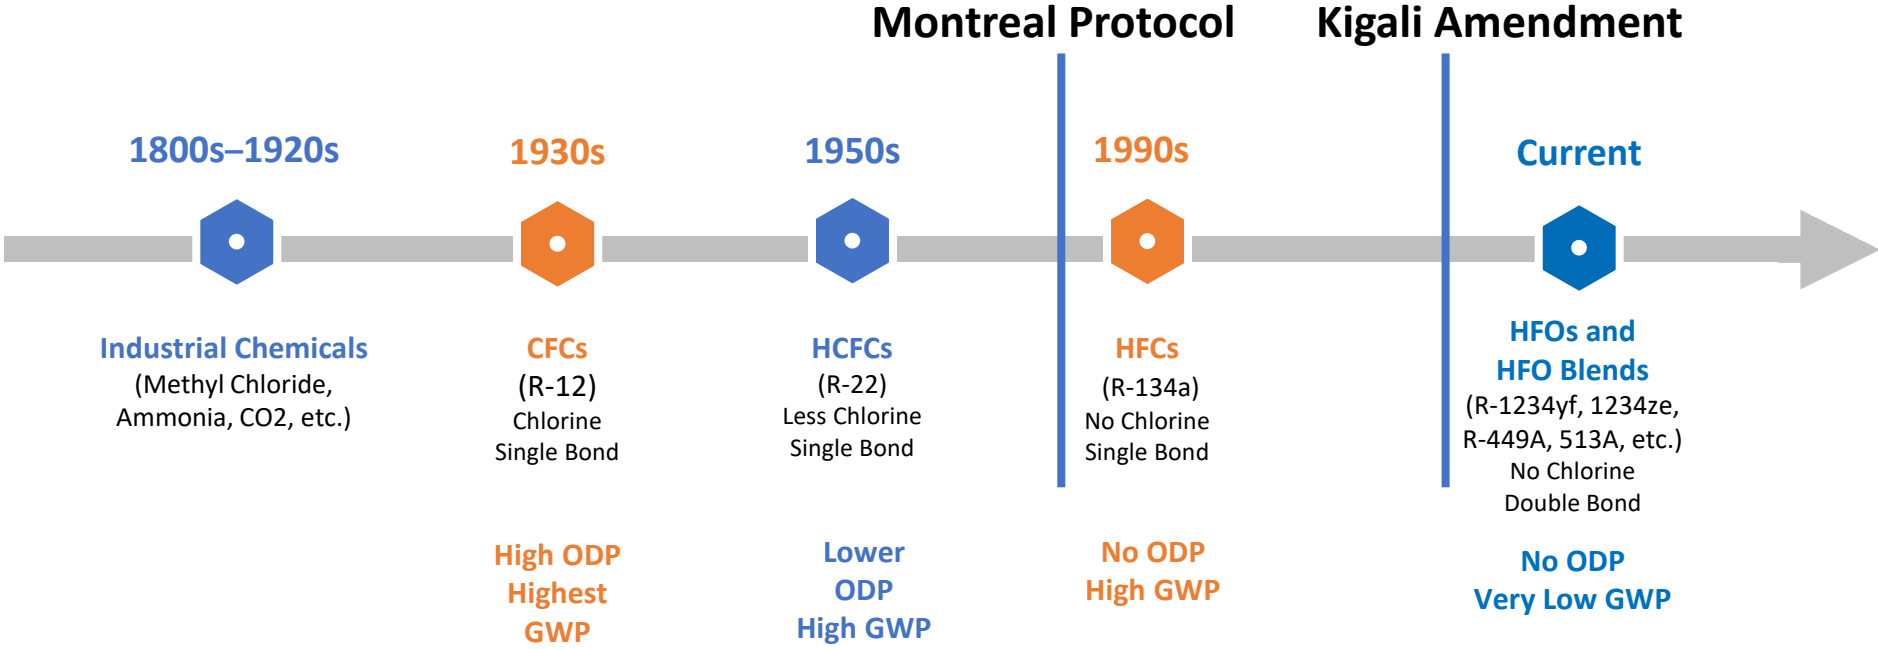 Montreal Protocol
Kigali Amendment
1800s–1920s
Industrial Chemicals
(Methyl Chloride,
Ammonia, CO2, etc.)
1930s
CFCs
(R-12)
Chlorine
Single Bond
High ODP
Highest
GWP
1950s
HCFCs
(R-22)
Less Chlorine
Single Bond
Lower
ODP
High GWP
1990s
HFCs
(R-134a)
No Chlorine
Single Bond
No ODP
High GWP
Current
HFOs and
HFO Blends
(R-1234yf, 1234ze,
R-449A, 513A, etc.)
No Chlorine
Double Bond
No ODP
Very Low GWP